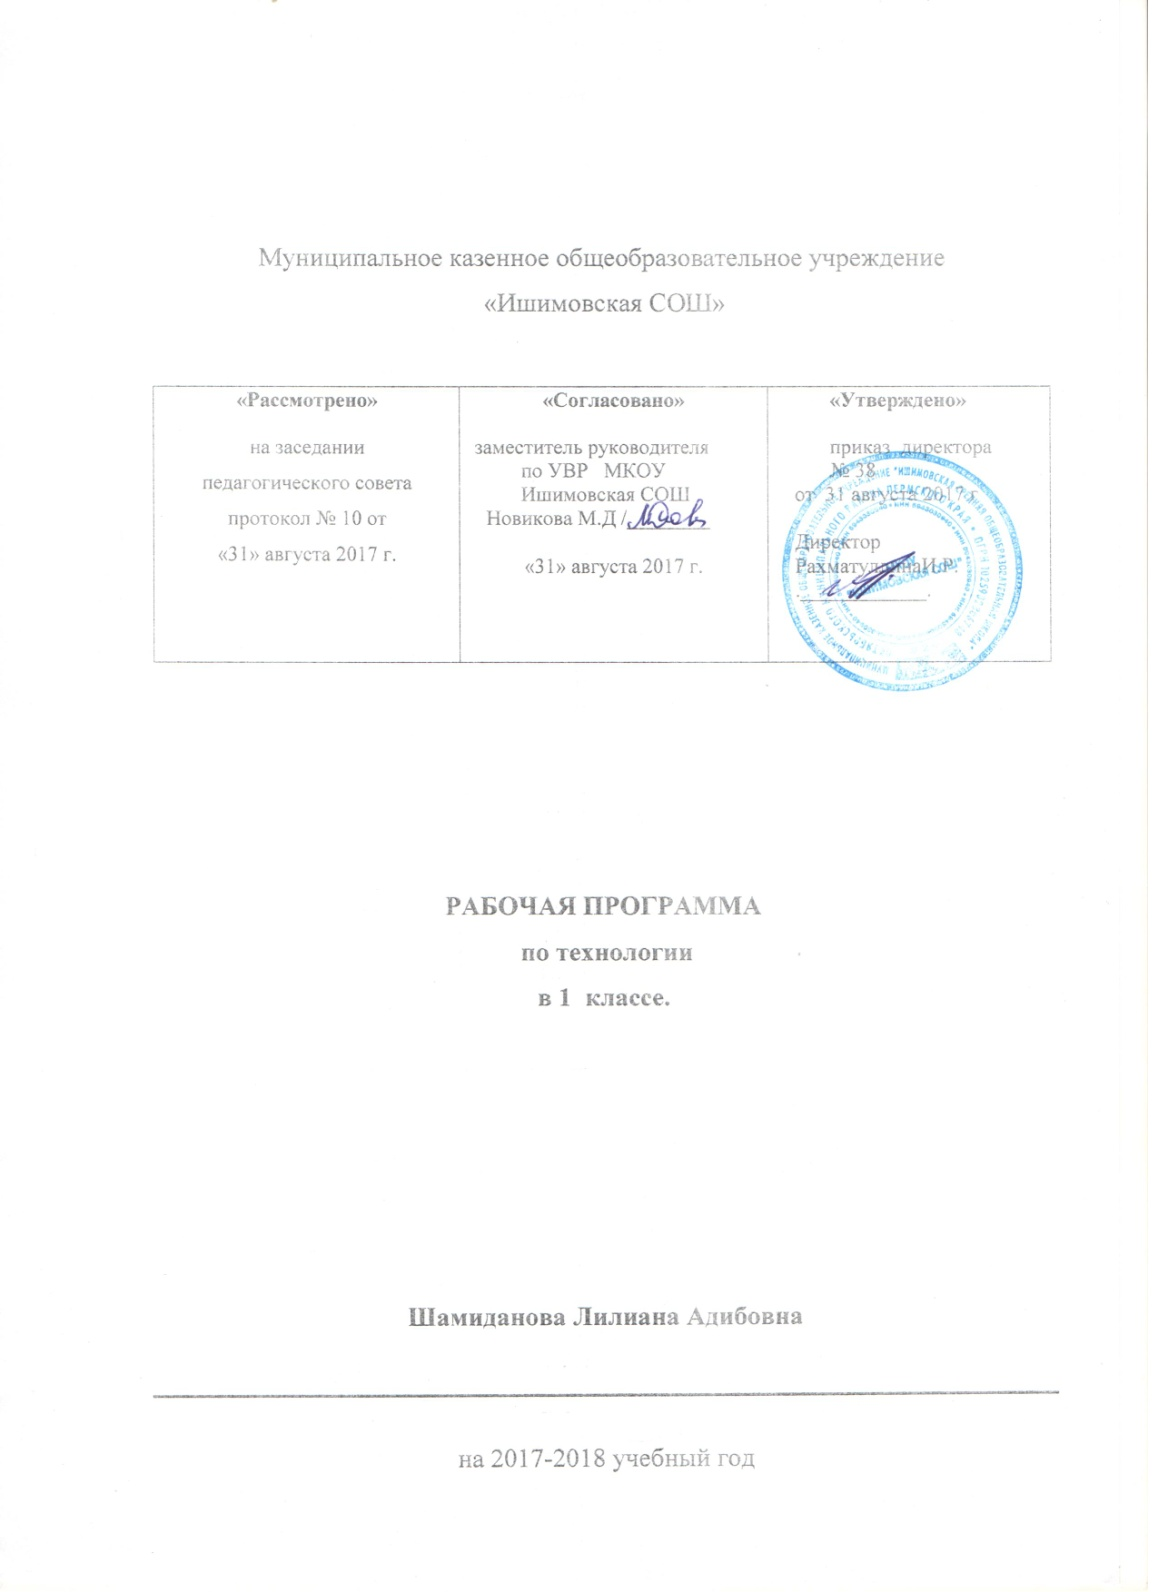 Муниципальное казенное общеобразовательное учреждение
«Ишимовская СОШ»
«Рассмотрено»
на заседании
педагогического совета
протокол № 10 от
«31» августа 2017 г.
«Согласовано»
заместитель руководителя
по УВР МКОУ
Ишимовская СОШ
Новикова М.Д /
«31» августа 2017 г.
«Утверждено»
приказ директора
№ 38
от 31 августа 2017 г.
Директор
РахматуллинаИ.Р.
РАБОЧАЯ ПРОГРАММА
по технологии
в 1 классе.
Шамиданова Лилиана Адибовна
на 2017-2018 учебный год